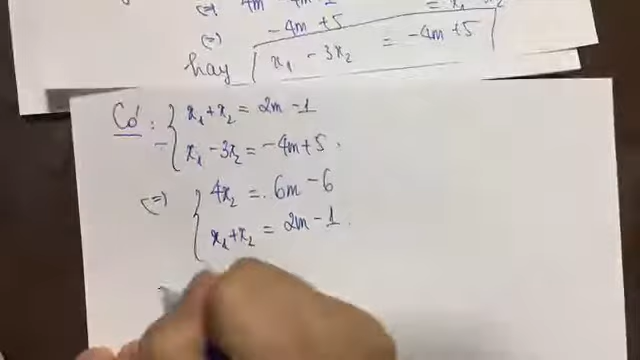 -4m+5
hay x₁ - 3x₂ = -4m+5
Có: x₁+x₂ = 2m-1
x₁ - 3x₂ = -4m+5.
(=) 4x₂ = 6m-6
x₁+x₂ = 2m-1.